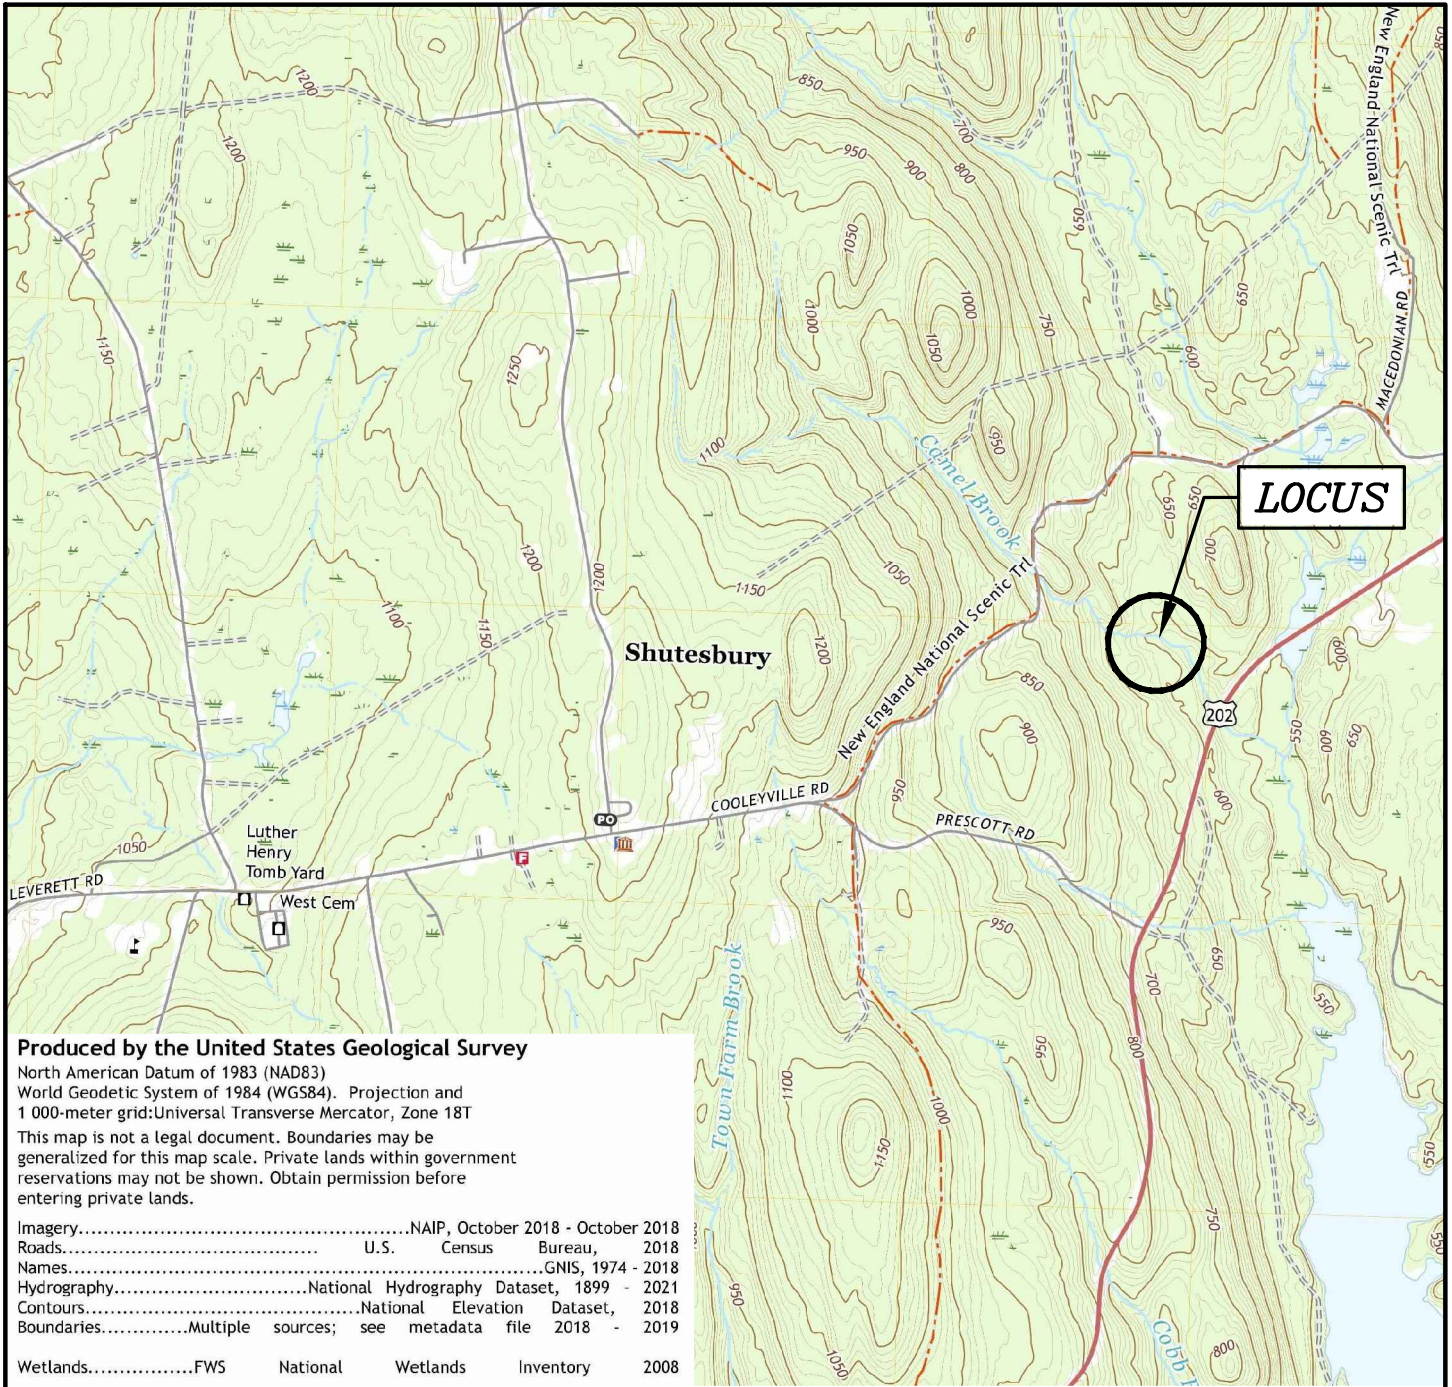 New England National Scenic Trl
850
1200
850
700
950
900
800
1200
650
1050
1000
1000
750
650
1050
600
MACEDONIAN RD
1150
1250
950
1100
Camel Brook
LOCUS
650
650
700
1200
1200
1050
1150
1100
1150
New England National Scenic Trl
Shutesbury
1200
600
850
202
900
550
600
650
950
COOLEYVILLE RD
PO
600
PRESCOTT RD
Luther
Henry
Tomb Yard
1050
F
LEVERETT RD
West Cem
950
Town Farm Brook
650
700
550
950
800
1100
1000
1150
550
750
550
950
1050
800
Cobb
Produced by the United States Geological Survey
North American Datum of 1983 (NAD83)
World Geodetic System of 1984 (WGS84). Projection and
1 000-meter grid:Universal Transverse Mercator, Zone 18T
This map is not a legal document. Boundaries may be
generalized for this map scale. Private lands within government
reservations may not be shown. Obtain permission before
entering private lands.
Imagery..................................................NAIP, October 2018 - October 2018
Roads...................................... U.S. Census Bureau, 2018
Names........................................................................GNIS, 1974 - 2018
Hydrography.............................National Hydrography Dataset, 1899 - 2021
Contours.........................................National Elevation Dataset, 2018
Boundaries.............Multiple sources; see metadata file 2018 - 2019
Wetlands................FWS National Wetlands Inventory 2008